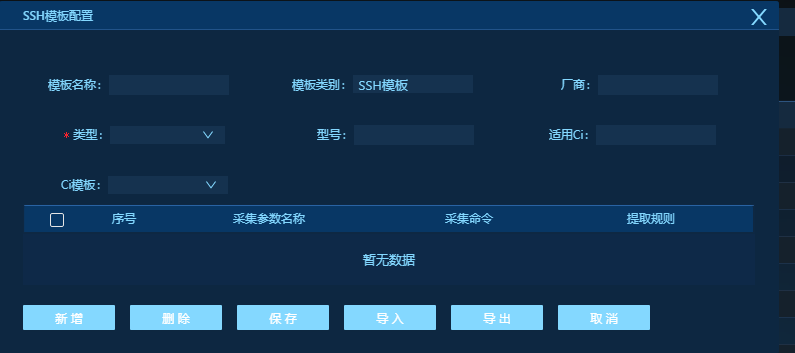 SSH模板配置 X
模板名称： 模板类别： SSH模板 厂商：
* 类型： 型号： 适用Ci：
Ci模板：
序号 采集参数名称 采集命令 提取规则
暂无数据
新增 删除 保存 导入 导出 取消